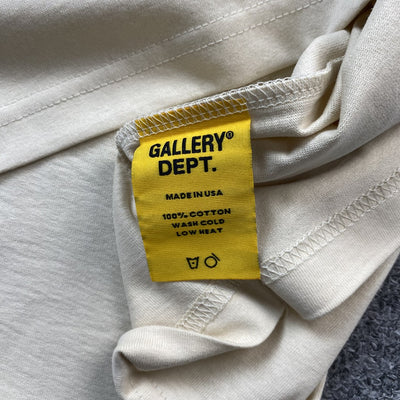 GALLERY®
DEPT.
MADE IN USA
100% COTTON
WASH COLD
LOW HEAT